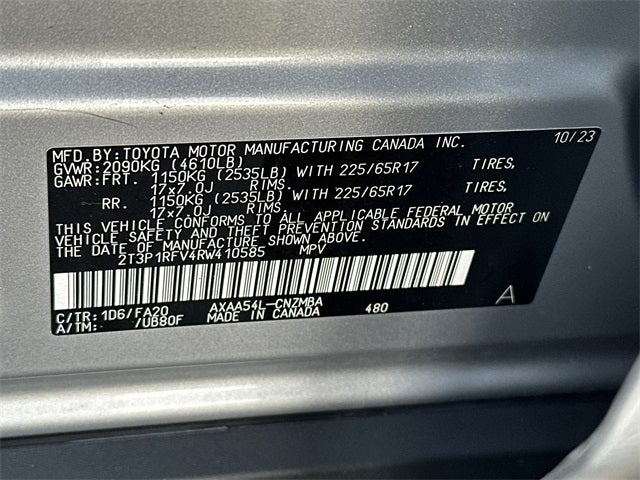 MFD. BY: TOYOTA MOTOR MANUFACTURING CANADA INC. 10/23
GVWR: 2090KG (4610LB)
GAWR: FRT. 1150KG (2535LB) WITH 225/65R17 TIRES,
17x7.0J RIMS.
RR. 1150KG (2535LB) WITH 225/65R17 TIRES,
17x7.0J RIMS.
THIS VEHICLE CONFORMS TO ALL APPLICABLE FEDERAL MOTOR
VEHICLE SAFETY AND THEFT PREVENTION STANDARDS IN EFFECT ON
THE DATE OF MANUFACTURE SHOWN ABOVE.
2T3P1RFV4RW410585 MPV
C/TR: 1D6/FA20 AXAA54L-CNZMBA 480 A
A/TM: /UB80F MADE IN CANADA